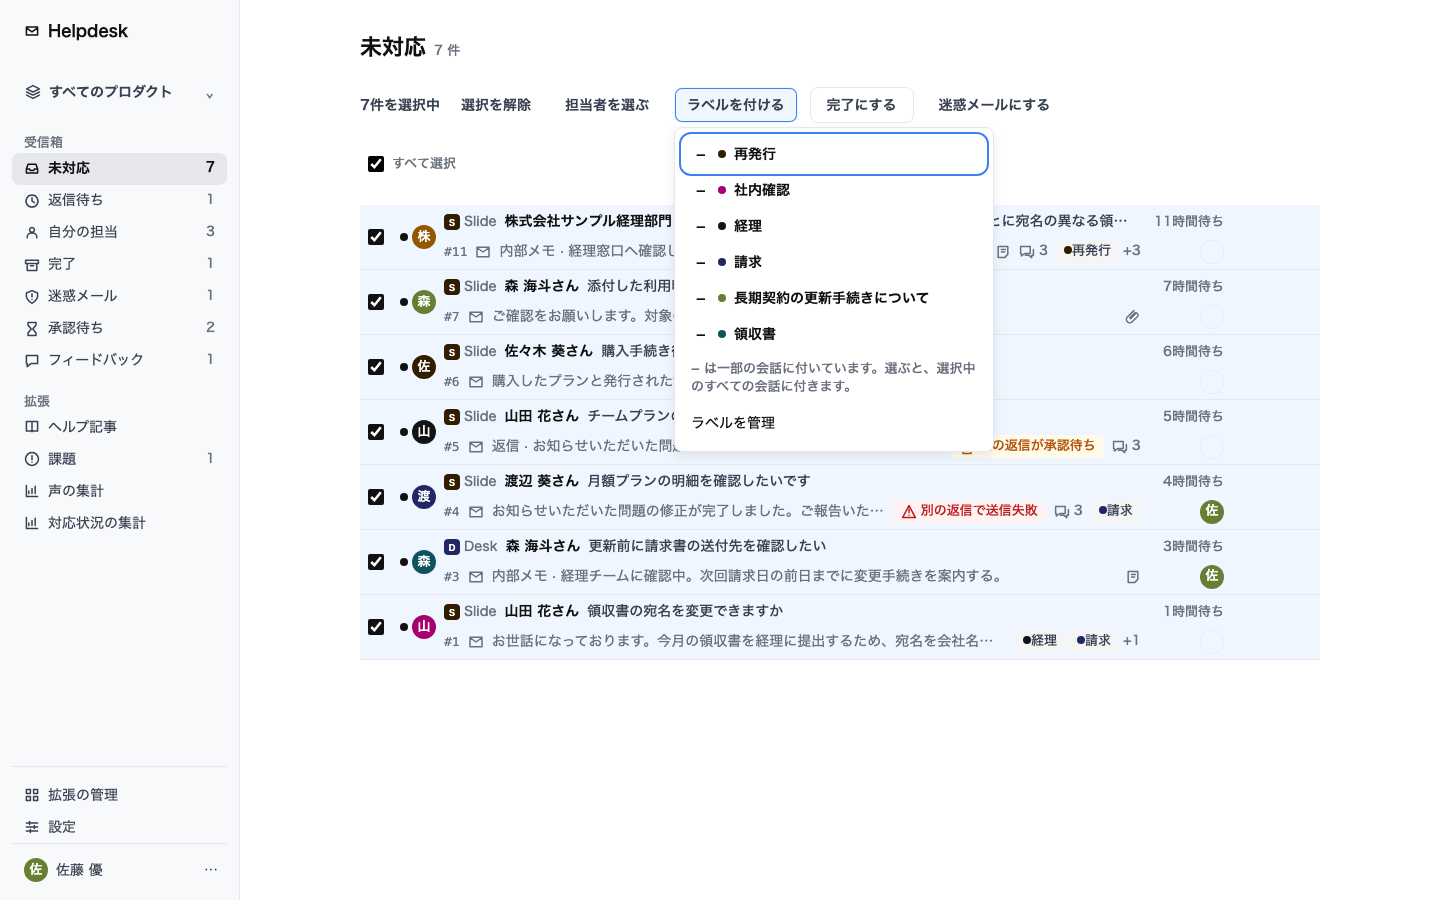 Helpdesk
すべてのプロダクト
受信箱
未対応 7
返信待ち 1
自分の担当 3
完了 1
迷惑メール 1
承認待ち 2
フィードバック 1
拡張
ヘルプ記事
課題 1
声の集計
対応状況の集計
拡張の管理
設定
佐 佐藤 優 …
未対応 7 件
7件を選択中 選択を解除 担当者を選ぶ ラベルを付ける 完了にする 迷惑メールにする
すべて選択
– 再発行
– 社内確認
– 経理
– 請求
– 長期契約の更新手続きについて
– 領収書
– は一部の会話に付いています。選ぶと、選択中
のすべての会話に付きます。
ラベルを管理
株 S Slide 株式会社サンプル経理部門 とに宛名の異なる領… 11時間待ち
#11 内部メモ · 経理窓口へ確認し 3 再発行 +3
森 S Slide 森 海斗さん 添付した利用 7時間待ち
#7 ご確認をお願いします。対象
佐 S Slide 佐々木 葵さん 購入手続き 6時間待ち
#6 購入したプランと発行された
山 S Slide 山田 花さん チームプラン 5時間待ち
#5 返信 · お知らせいただいた問 の返信が承認待ち 3
渡 S Slide 渡辺 葵さん 月額プランの明細を確認したいです 4時間待ち
#4 お知らせいただいた問題の修正が完了しました。ご報告いた… 別の返信で送信失敗 3 請求 佐
森 D Desk 森 海斗さん 更新前に請求書の送付先を確認したい 3時間待ち
#3 内部メモ · 経理チームに確認中。次回請求日の前日までに変更手続きを案内する。 佐
山 S Slide 山田 花さん 領収書の宛名を変更できますか 1時間待ち
#1 お世話になっております。今月の領収書を経理に提出するため、宛名を会社名… 経理 請求 +1